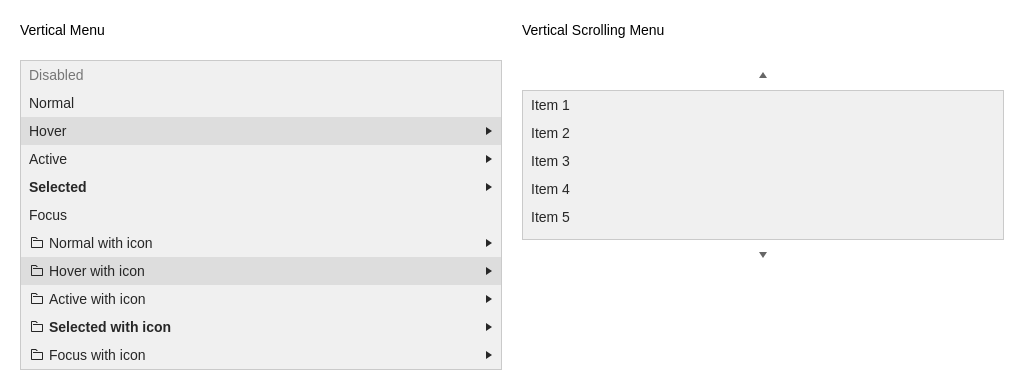 Vertical Menu
Disabled
Normal
Hover
Active
Selected
Focus
Normal with icon
Hover with icon
Active with icon
Selected with icon
Focus with icon
Vertical Scrolling Menu
Item 1
Item 2
Item 3
Item 4
Item 5